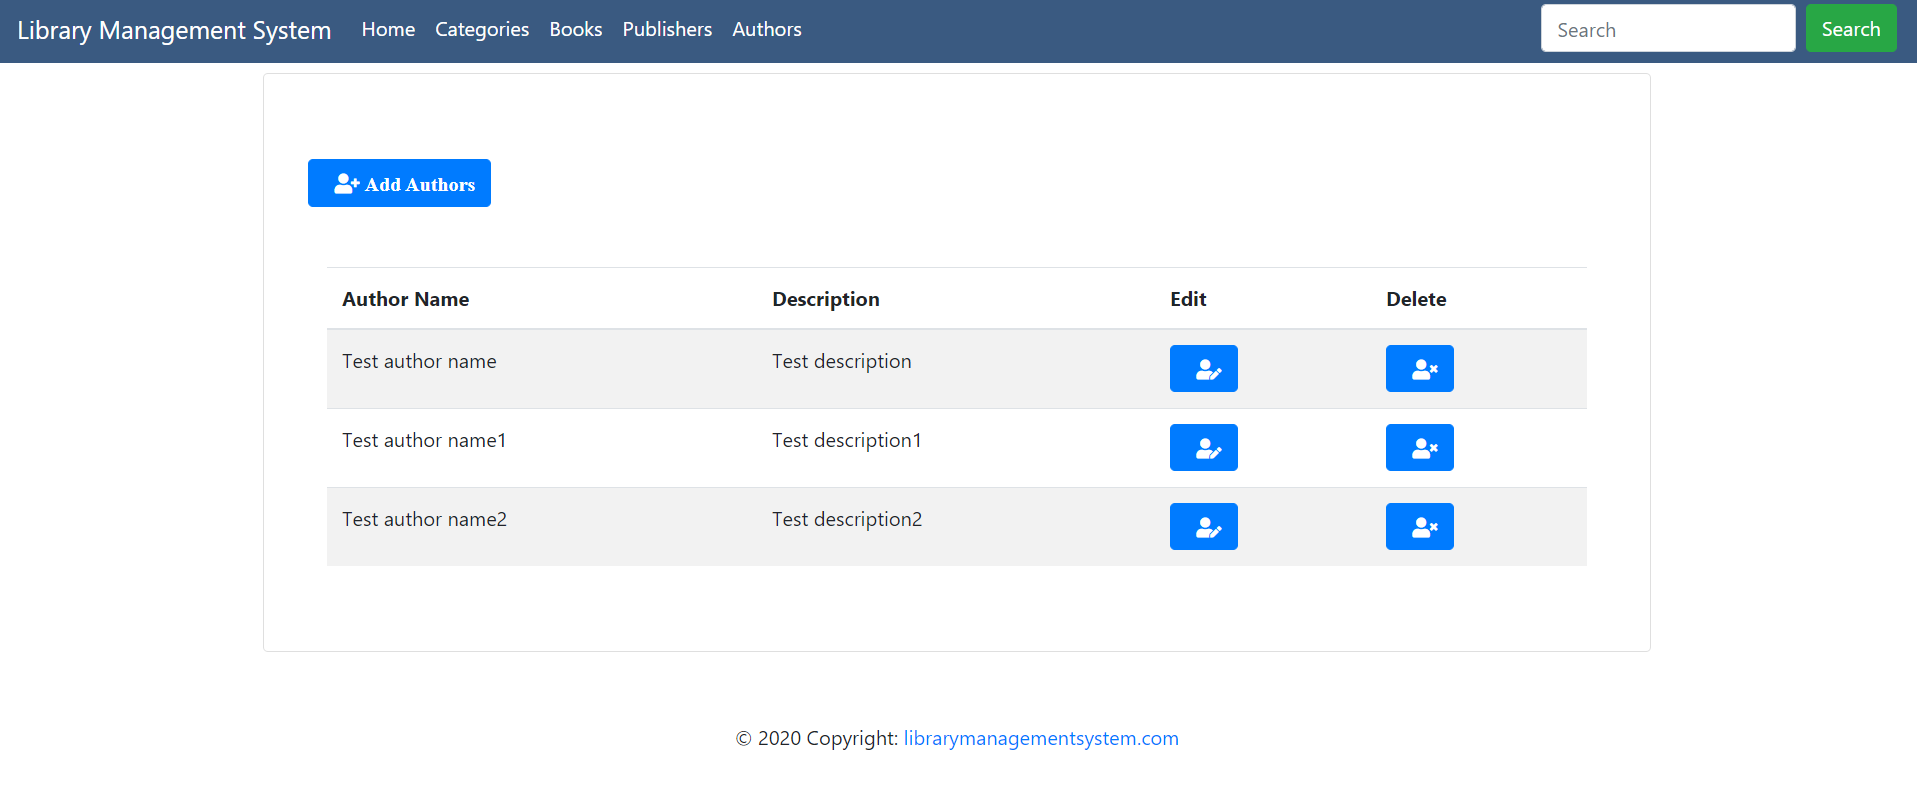 Library Management System Home Categories Books Publishers Authors Search Search
Add Authors
Author Name Description Edit Delete
Test author name Test description
Test author name1 Test description1
Test author name2 Test description2
© 2020 Copyright: librarymanagementsystem.com